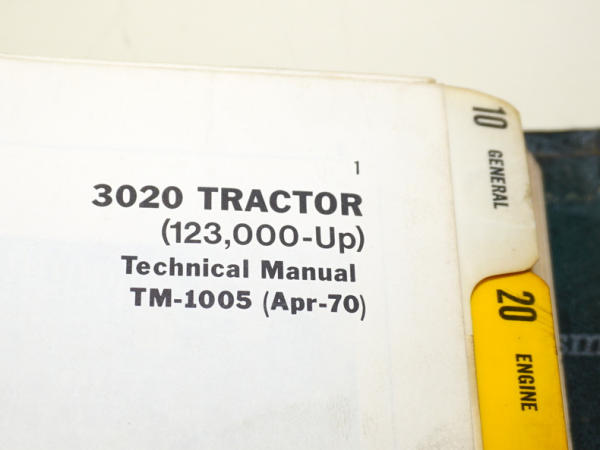 1
3020 TRACTOR
(123,000-Up)
Technical Manual
TM-1005 (Apr-70)
10
GENERAL
20
ENGINE